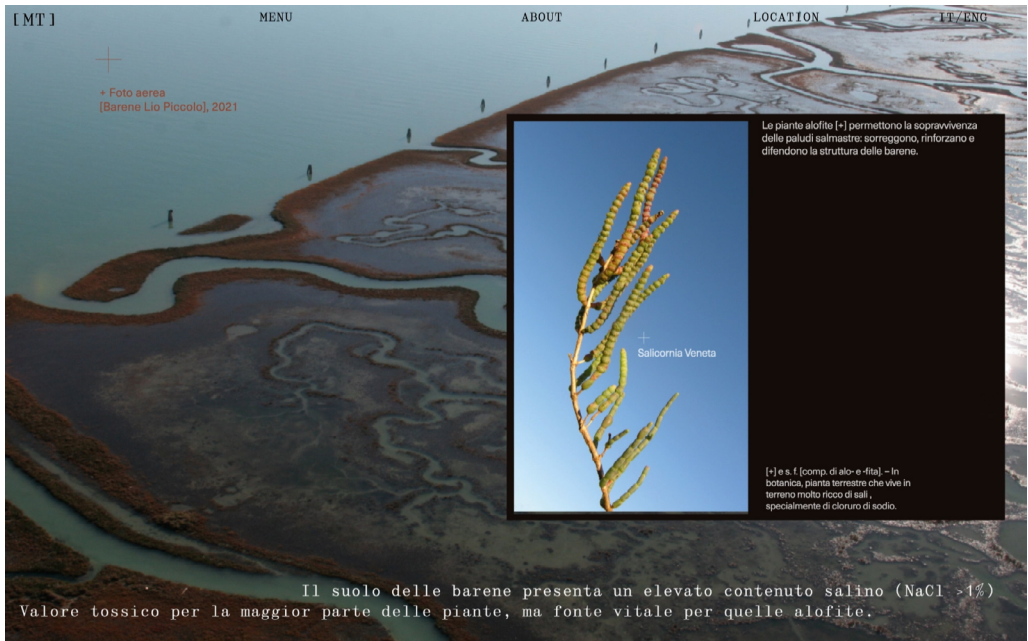 [MT]
MENU
ABOUT
LOCATION
IT/ENG
+ Foto aerea
[Barene Lio Piccolo], 2021
Le piante alofite [+] permettono la sopravvivenza
delle paludi salmastre: sorreggono, rinforzano e
difendono la struttura delle barene.
Salicornia Veneta
[+] e s. f. [comp. di alo- e -fita]. – In
botanica, pianta terrestre che vive in
terreno molto ricco di sali ,
specialmente di cloruro di sodio.
Il suolo delle barene presenta un elevato contenuto salino (NaCl >1%)
Valore tossico per la maggior parte delle piante, ma fonte vitale per quelle alofite.